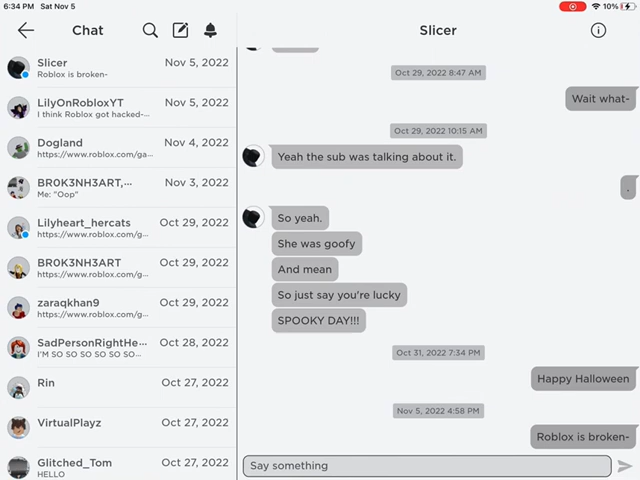 6:34 PM Sat Nov 5
10%
Chat
Slicer
Nov 5, 2022
Roblox is broken-
LilyOnRobloxYT
Nov 5, 2022
I think Roblox got hacked-...
Dogland
Nov 4, 2022
https://www.roblox.com/ga...
BR0K3NH3ART,...
Nov 3, 2022
Me: "Oop"
Lilyheart_hercats
Oct 29, 2022
https://www.roblox.com/g...
BR0K3NH3ART
Oct 29, 2022
https://www.roblox.com/g...
zaraqkhan9
Oct 29, 2022
https://www.roblox.com/g...
SadPersonRightHe...
Oct 28, 2022
I'M SO SO SO SO SO...
Rin
Oct 27, 2022
VirtualPlayz
Oct 27, 2022
Glitched_Tom
Oct 27, 2022
HELLO
Slicer
Oct 29, 2022 8:47 AM
Wait what-
Oct 29, 2022 10:15 AM
Yeah the sub was talking about it.
.
So yeah.
She was goofy
And mean
So just say you're lucky
SPOOKY DAY!!!
Oct 31, 2022 7:34 PM
Happy Halloween
Nov 5, 2022 4:58 PM
Roblox is broken-
Say something